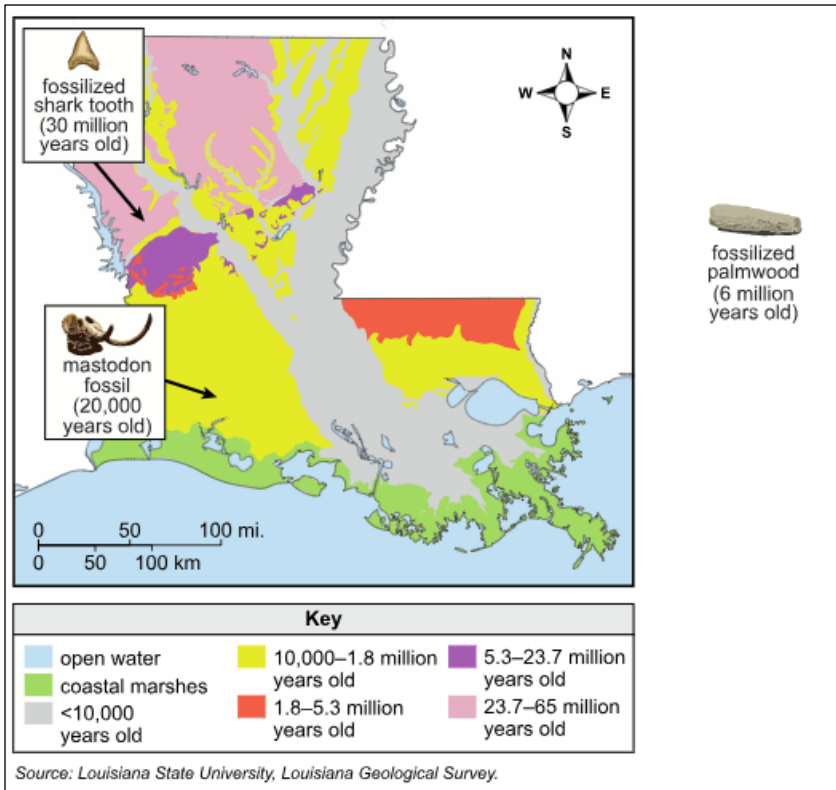 fossilized
shark tooth
(30 million
years old)
N
W
E
S
fossilized
palmwood
(6 million
years old)
mastodon
fossil
(20,000
years old)
0 50 100 mi.
0 50 100 km
Key
open water
coastal marshes
<10,000
years old
10,000–1.8 million
years old
1.8–5.3 million
years old
5.3–23.7 million
years old
23.7–65 million
years old
Source: Louisiana State University, Louisiana Geological Survey.